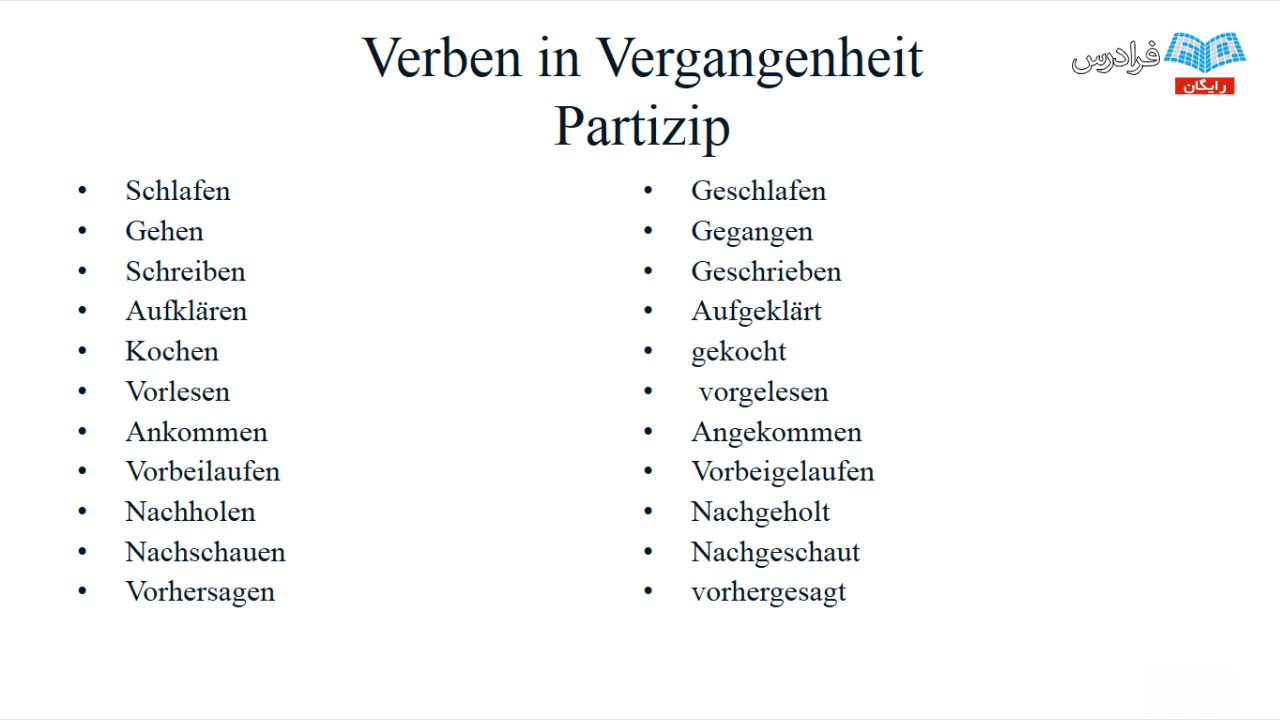 Verben in Vergangenheit
Partizip
فرادرس
رایگان
• Schlafen
• Gehen
• Schreiben
• Aufklären
• Kochen
• Vorlesen
• Ankommen
• Vorbeilaufen
• Nachholen
• Nachschauen
• Vorhersagen
• Geschlafen
• Gegangen
• Geschrieben
• Aufgeklärt
• gekocht
• vorgelesen
• Angekommen
• Vorbeigelaufen
• Nachgeholt
• Nachgeschaut
• vorhergesagt